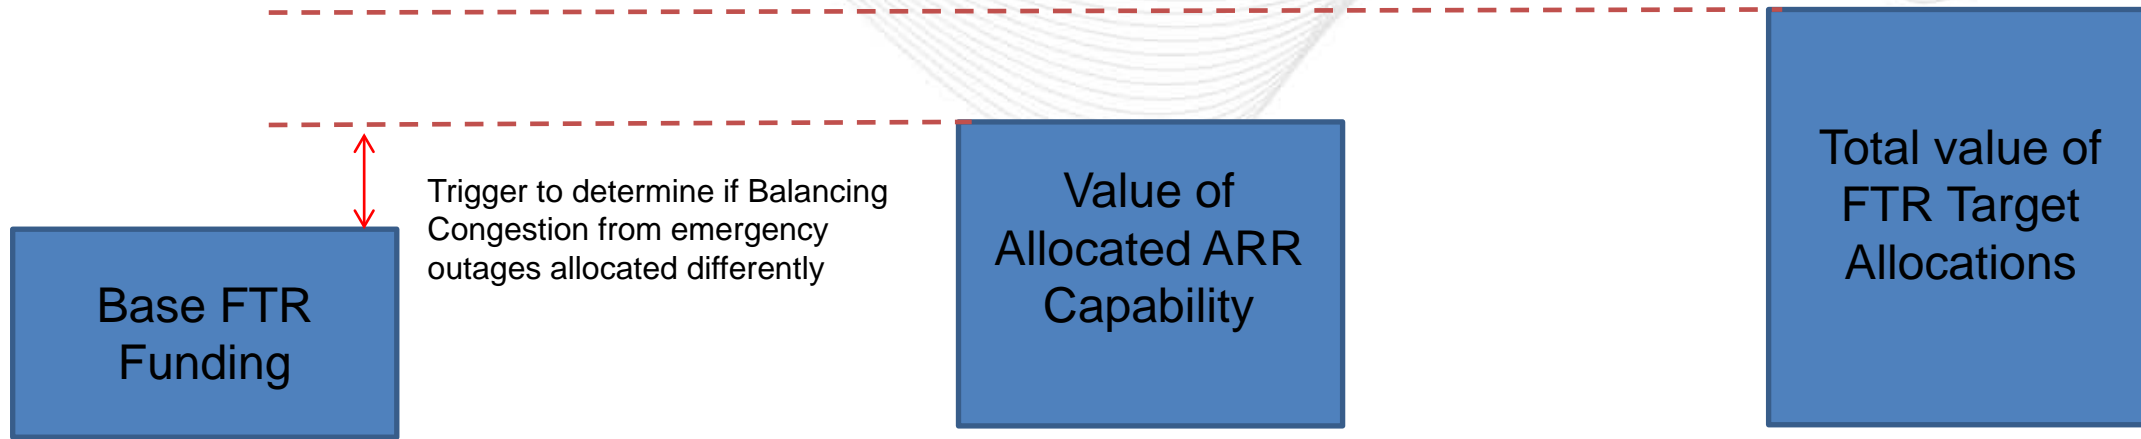 Base FTR
Funding
Trigger to determine if Balancing
Congestion from emergency
outages allocated differently
Value of
Allocated ARR
Capability
Total value of
FTR Target
Allocations